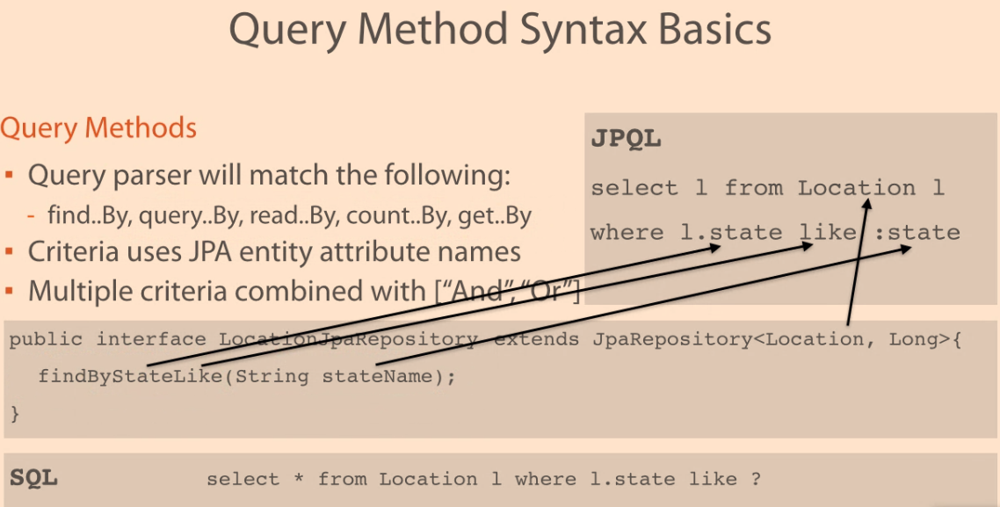 Query Method Syntax Basics
Query Methods
▪ Query parser will match the following:
- find..By, query..By, read..By, count..By, get..By
▪ Criteria uses JPA entity attribute names
▪ Multiple criteria combined with [“And”, “Or”]
JPQL
select l from Location l
where l.state like :state
public interface LocationJpaRepository extends JpaRepository<Location, Long>{
findByStateLike(String stateName);
}
SQL select * from Location l where l.state like ?